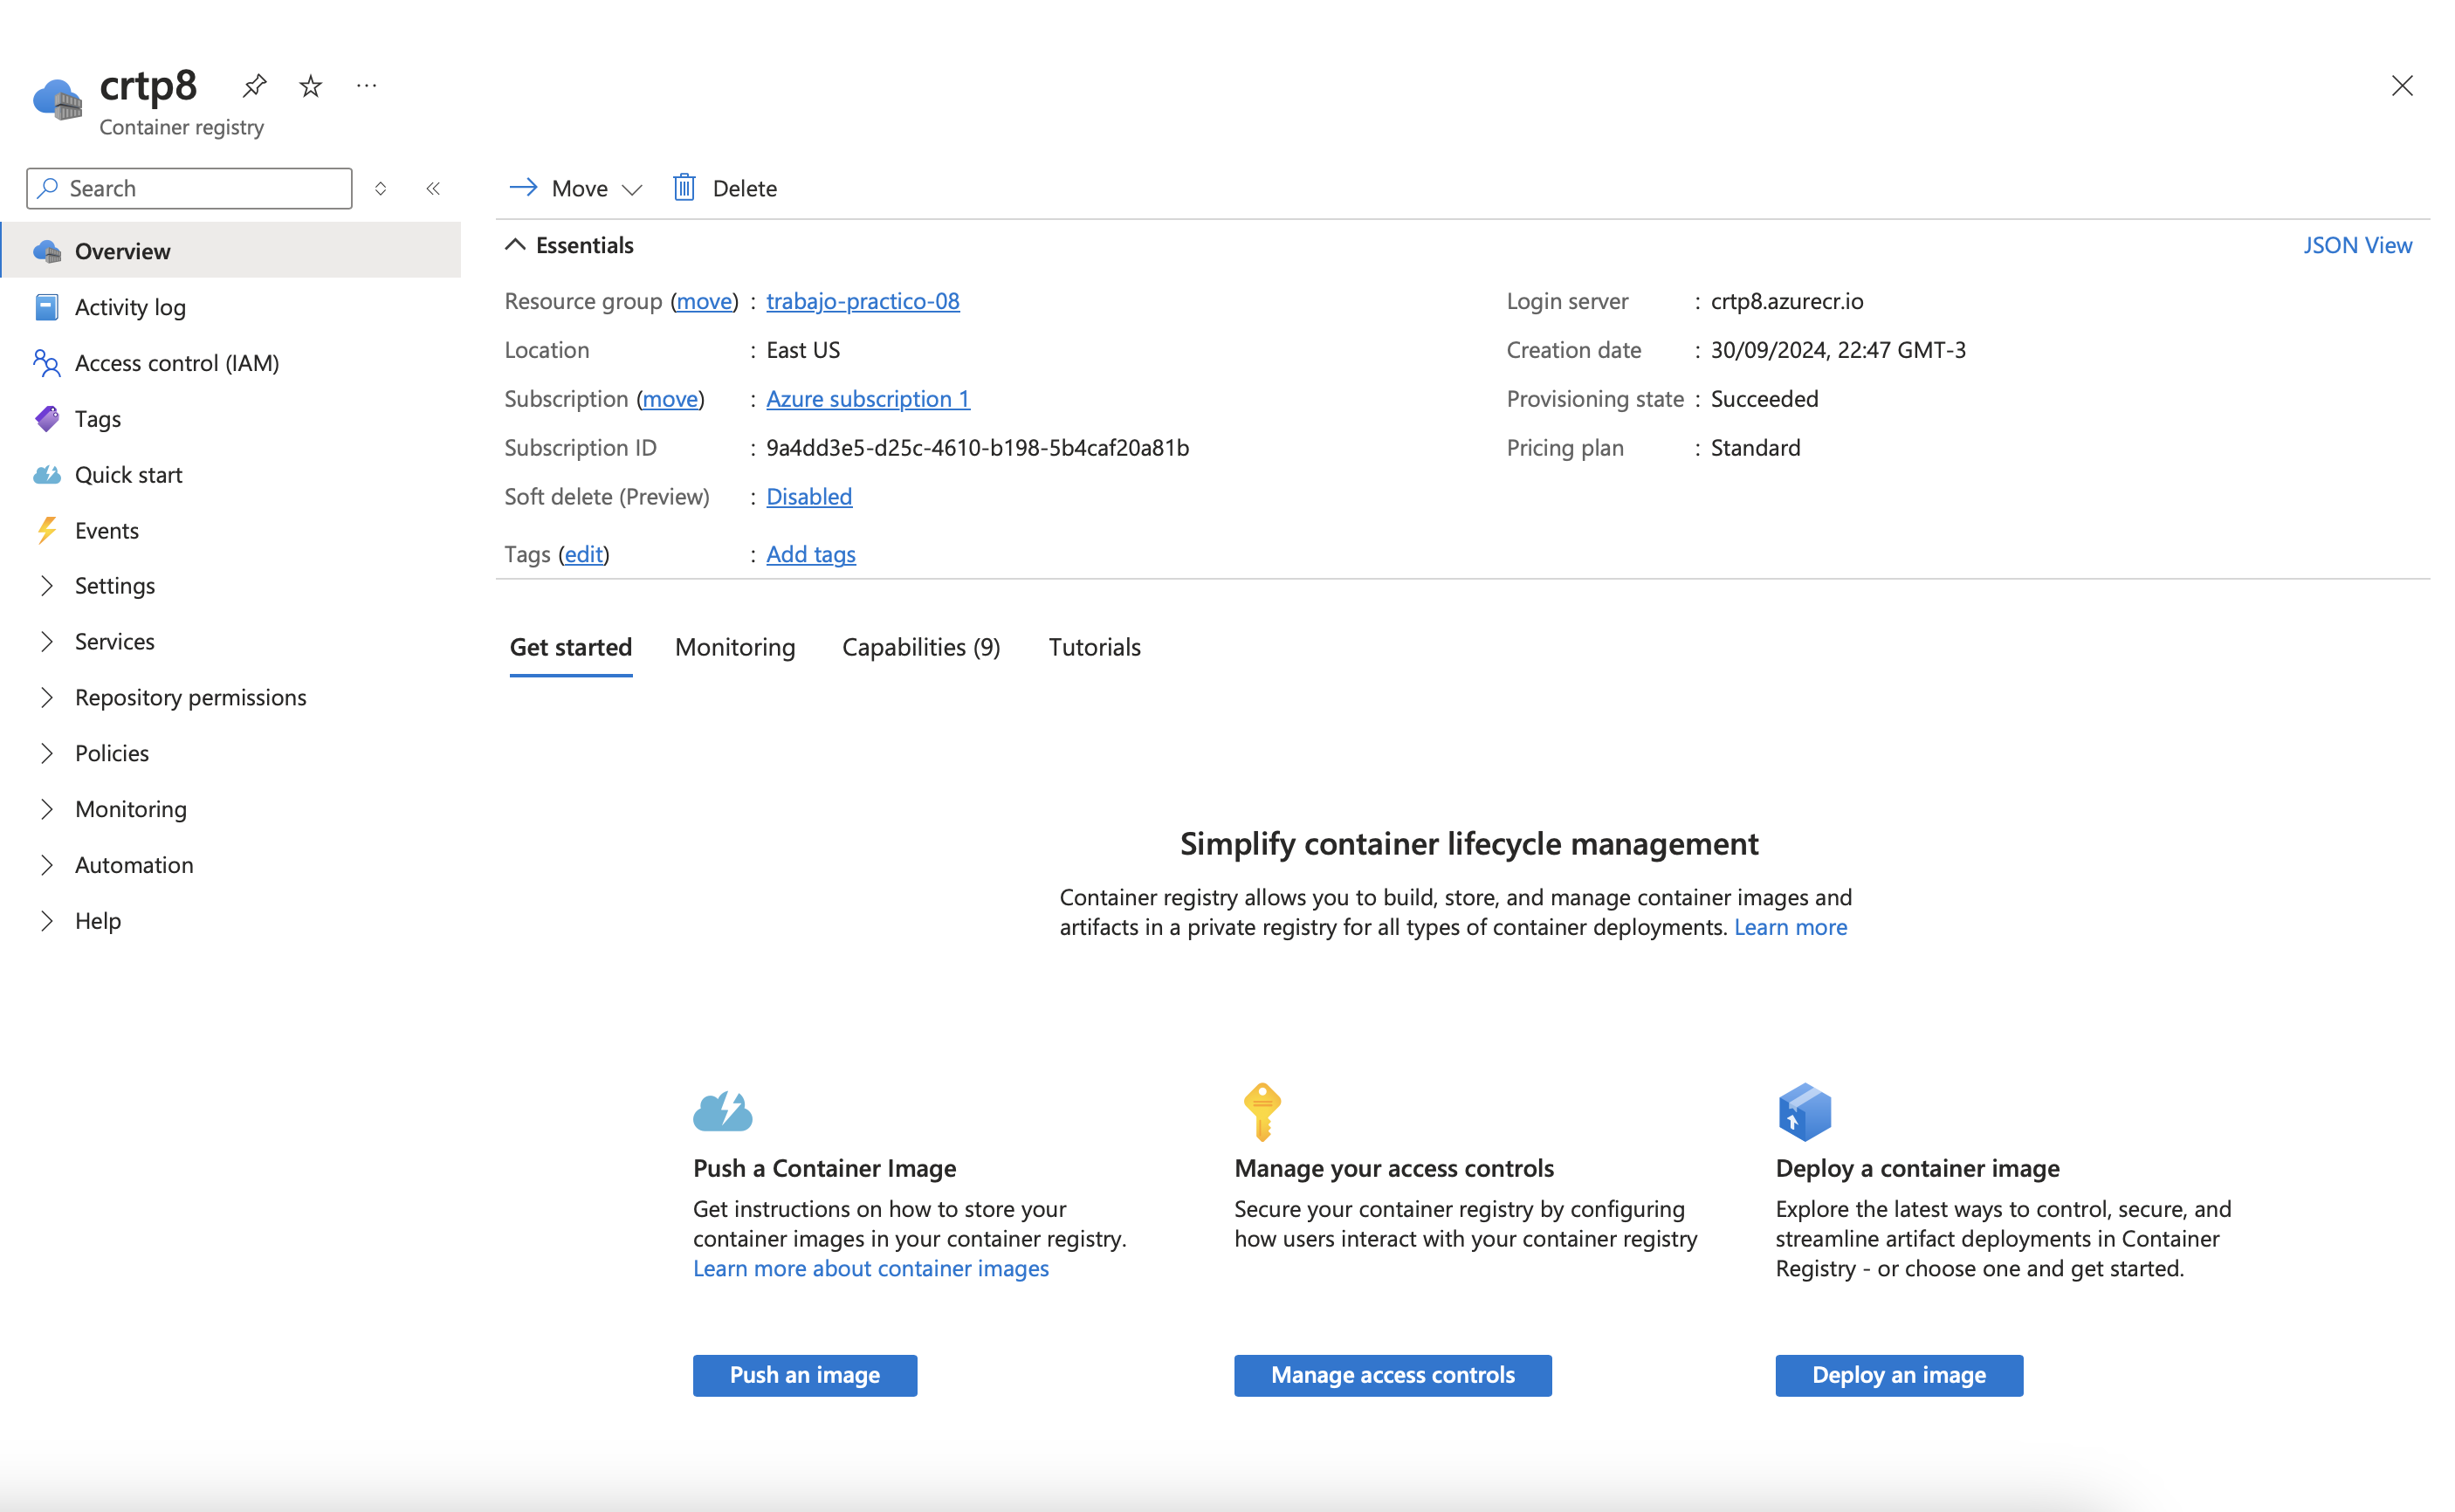 crtp8
Container registry
Search
Move
Delete
Overview
Activity log
Access control (IAM)
Tags
Quick start
Events
Settings
Services
Repository permissions
Policies
Monitoring
Automation
Help
Essentials
JSON View
Resource group (move) : trabajo-practico-08
Location : East US
Subscription (move) : Azure subscription 1
Subscription ID : 9a4dd3e5-d25c-4610-b198-5b4caf20a81b
Soft delete (Preview) : Disabled
Tags (edit) : Add tags
Login server : crtp8.azurecr.io
Creation date : 30/09/2024, 22:47 GMT-3
Provisioning state : Succeeded
Pricing plan : Standard
Get started
Monitoring
Capabilities (9)
Tutorials
Simplify container lifecycle management
Container registry allows you to build, store, and manage container images and
artifacts in a private registry for all types of container deployments. Learn more
Push a Container Image
Get instructions on how to store your
container images in your container registry.
Learn more about container images
Push an image
Manage your access controls
Secure your container registry by configuring
how users interact with your container registry
Manage access controls
Deploy a container image
Explore the latest ways to control, secure, and
streamline artifact deployments in Container
Registry - or choose one and get started.
Deploy an image